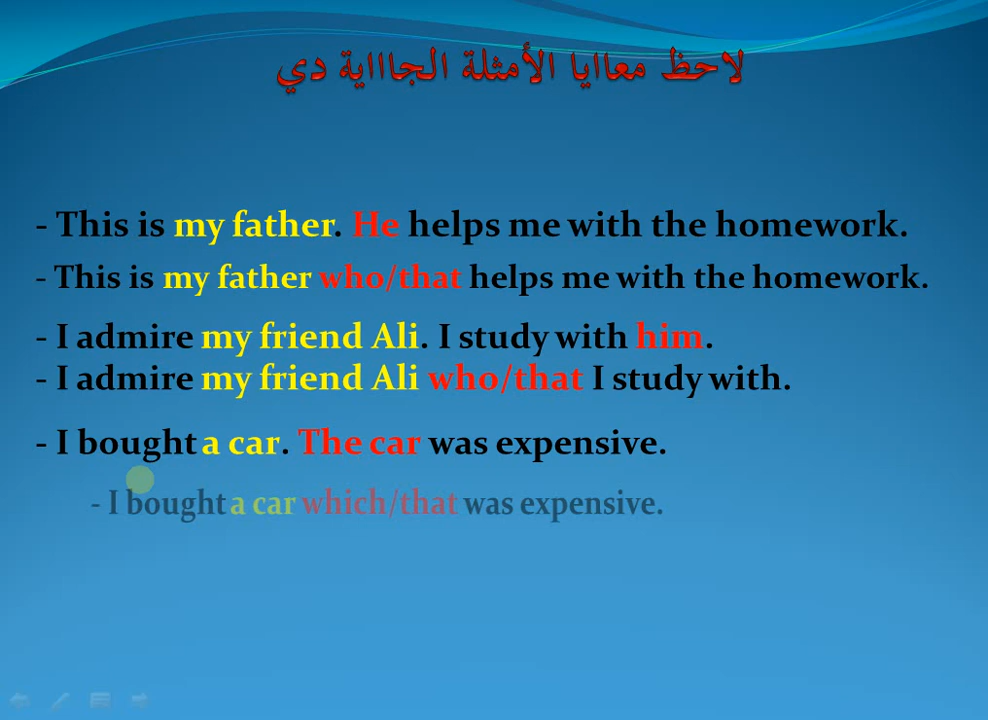 لاحظ معاايا الأمثلة الجااااية دي
- This is my father. He helps me with the homework.
- This is my father who/that helps me with the homework.
- I admire my friend Ali. I study with him.
- I admire my friend Ali who/that I study with.
- I bought a car. The car was expensive.
- I bought a car which/that was expensive.